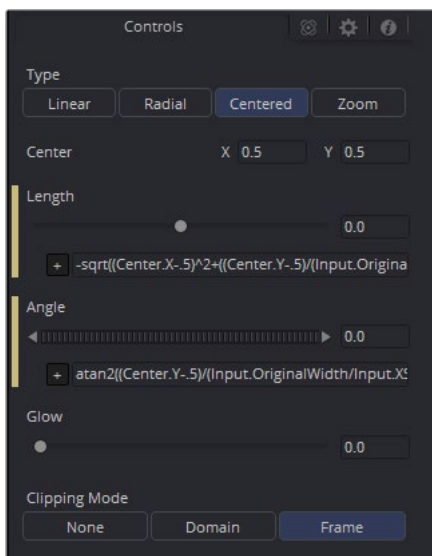 Controls
Type
Linear Radial Centered Zoom
Center X 0.5 Y 0.5
Length
0.0
+ -sqrt((Center.X-.5)^2+((Center.Y-.5)/(Input.Origina
Angle
0.0
+ atan2((Center.Y-.5)/(Input.OriginalWidth/Input.XS
Glow
0.0
Clipping Mode
None Domain Frame